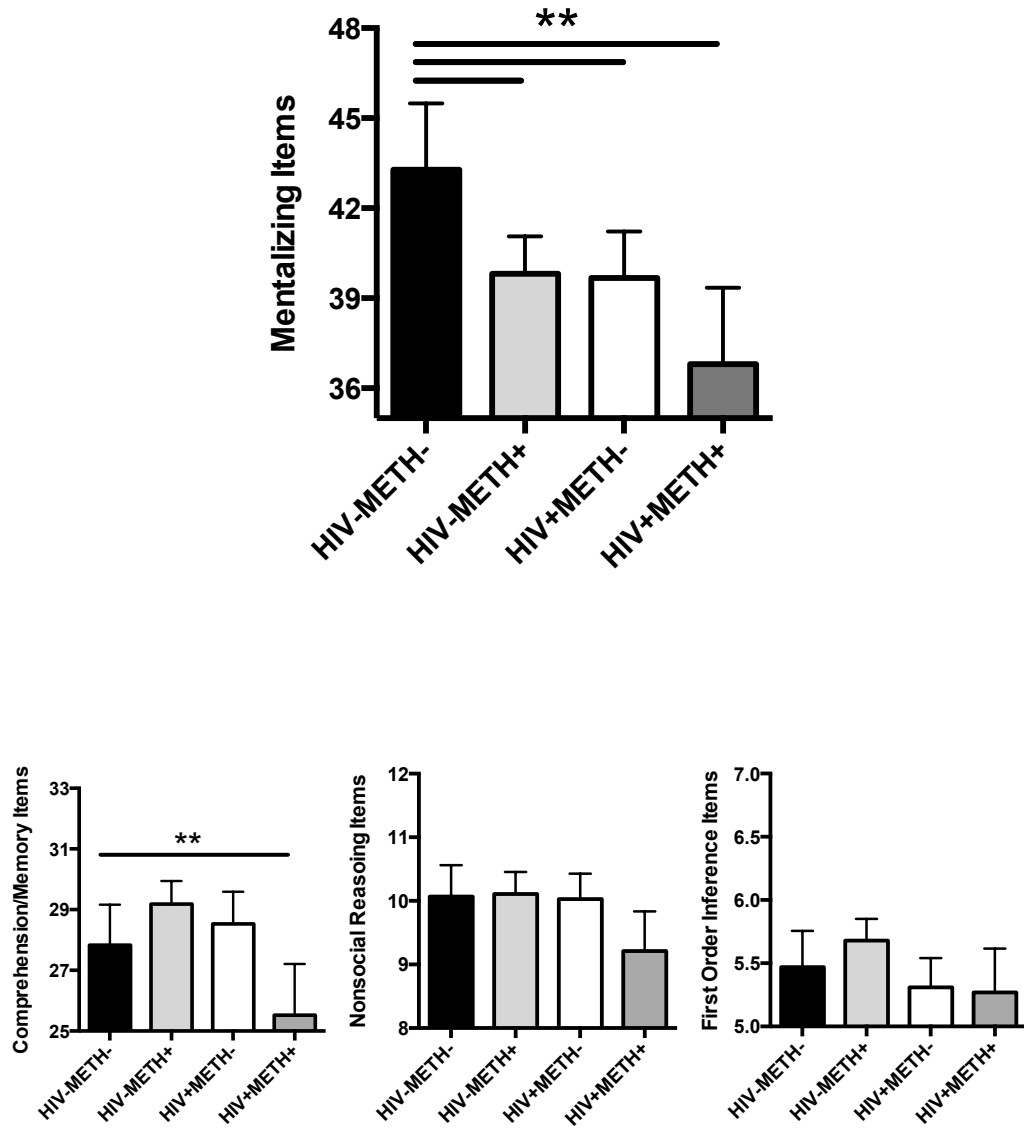 **
48
45
42
39
36
Mentalizing Items
HIV-METH-
HIV-METH+
HIV+METH-
HIV+METH+
**
33
31
29
27
25
Comprehension/Memory Items
HIV-METH-
HIV-METH+
HIV+METH-
HIV+METH+
12
11
10
9
8
Nonsocial Reasoing Items
HIV-METH-
HIV-METH+
HIV+METH-
HIV+METH+
7.0
6.5
6.0
5.5
5.0
First Order Inference Items
HIV-METH-
HIV-METH+
HIV+METH-
HIV+METH+